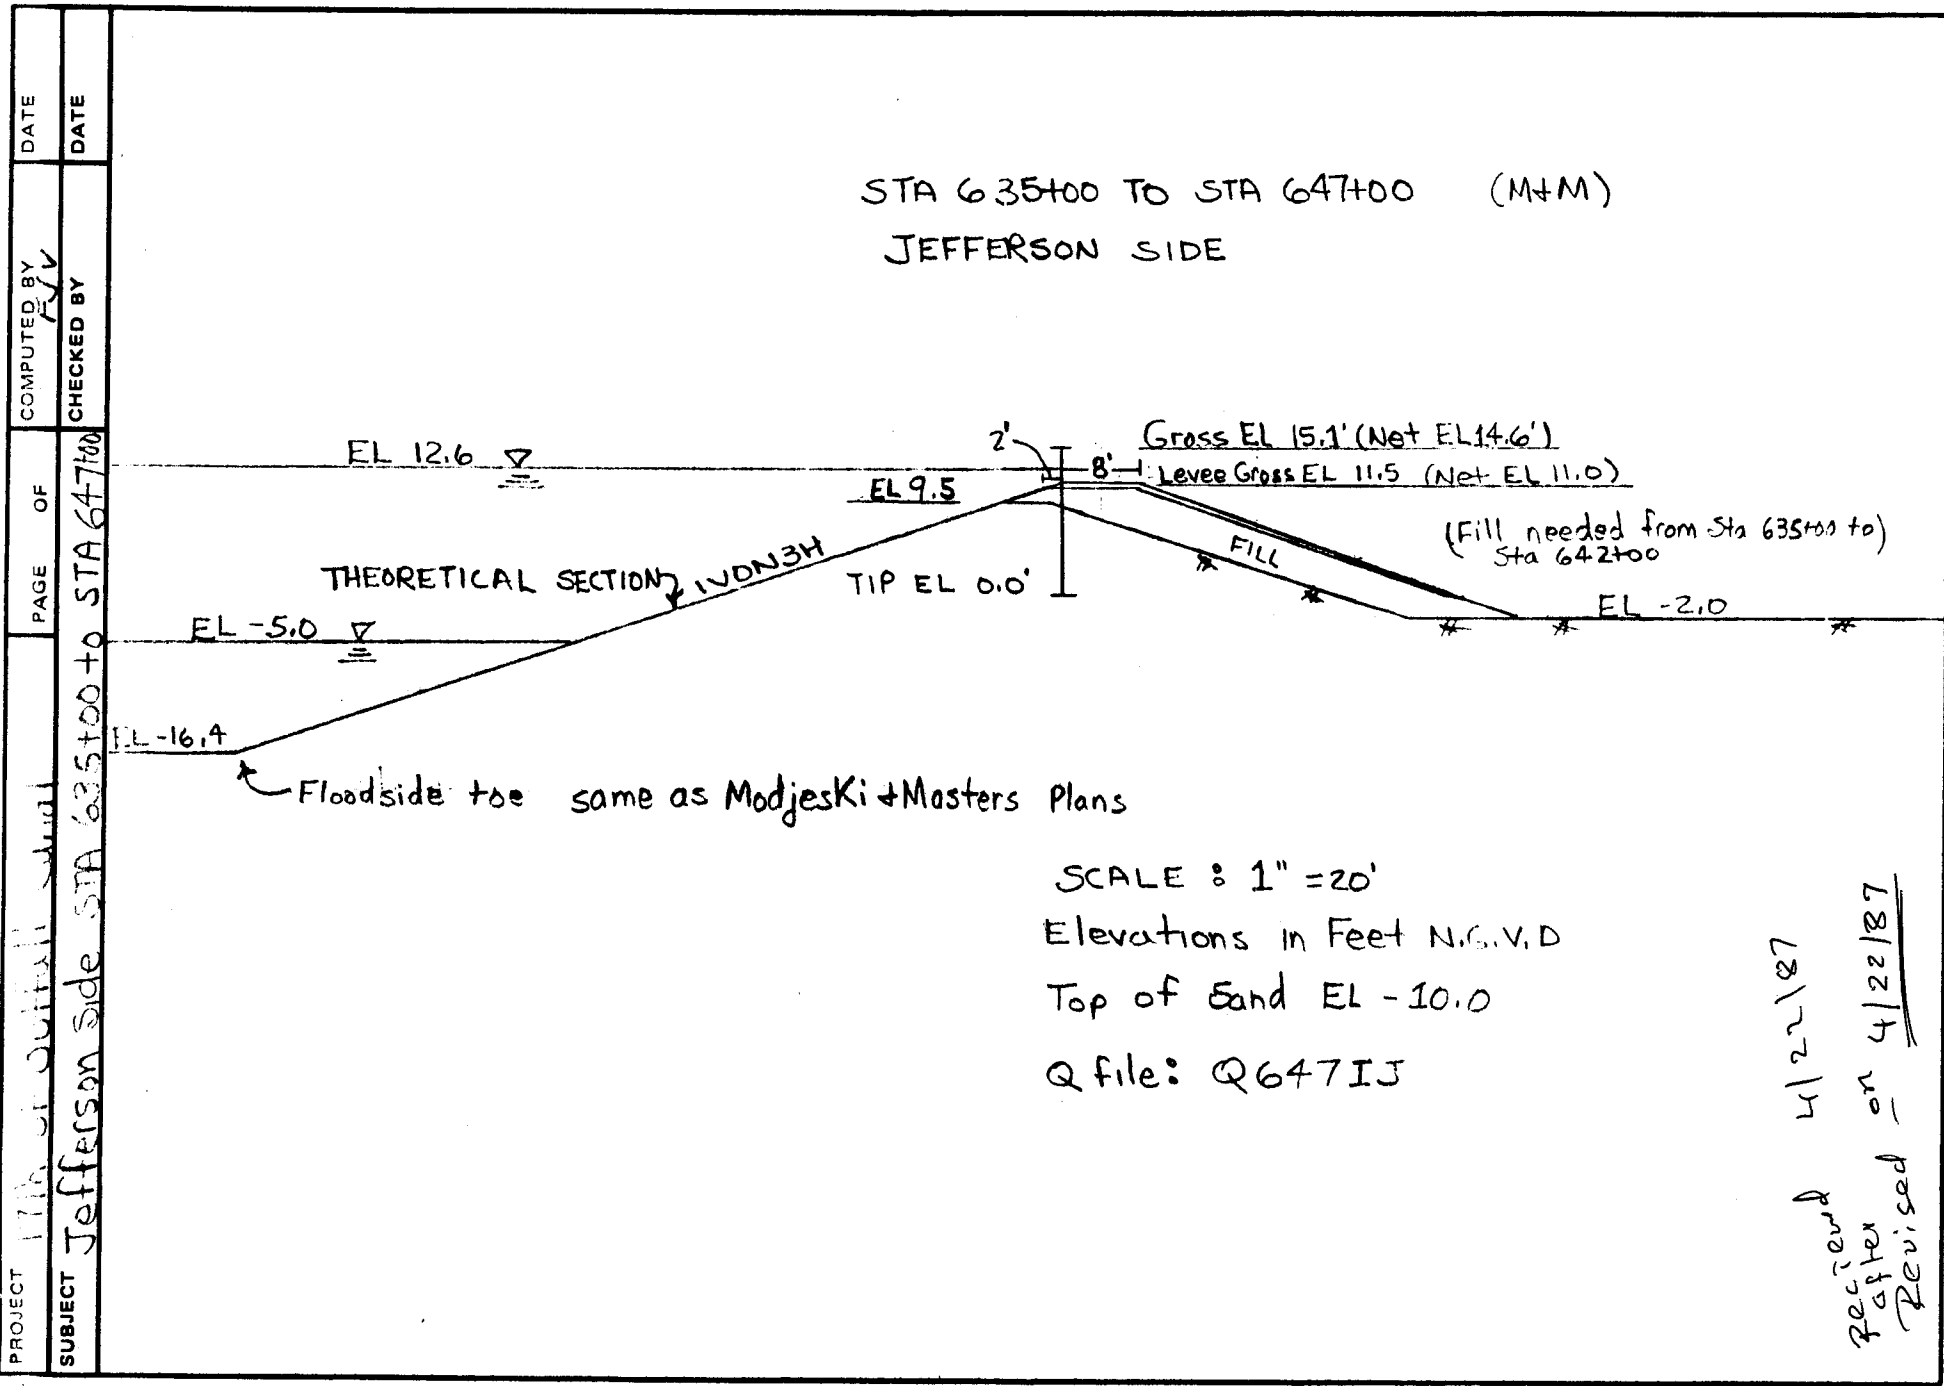 STA 635+00 TO STA 647+00 (M+M)
JEFFERSON SIDE
EL 12.6
2'
Gross EL 15.1' (Net EL 14.6')
8'
Levee Gross EL 11.5 (Net EL 11.0)
EL 9.5
(Fill needed from Sta 635+00 to)
Sta 642+00
FILL
1VON3H
THEORETICAL SECTION
TIP EL 0.0'
EL -2.0
EL -5.0
EL -16.4
Floodside toe same as Modjeski + Masters Plans
SCALE : 1" = 20'
Elevations in Feet N.G.V.D
Top of Sand EL -10.0
Q file: Q647IJ
PROJECT 17th St Outfall
PAGE OF
COMPUTED BY
DATE
SUBJECT Jefferson Side STA 635+00 to STA 647+00
CHECKED BY
DATE
4/22/87
after
Revised on 4/22/87